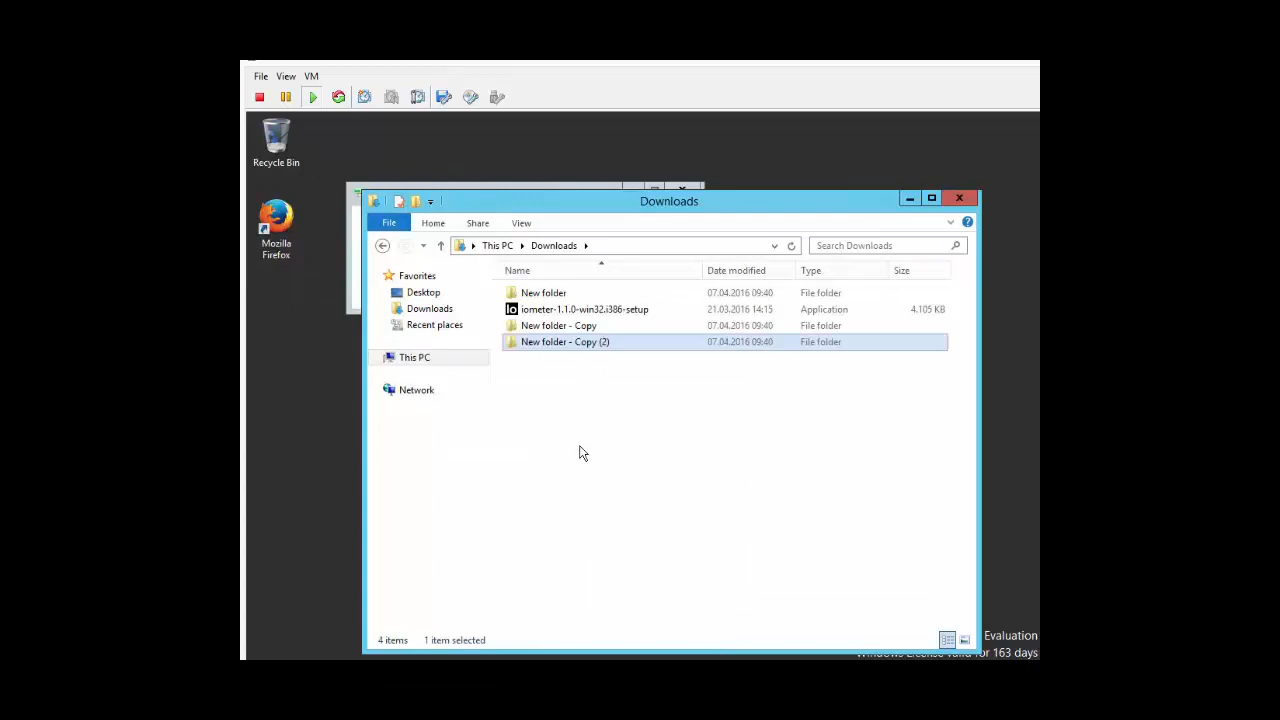 File View VM
Recycle Bin
Mozilla
Firefox
Downloads
File Home Share View
This PC Downloads
Search Downloads
Name Date modified Type Size
Favorites
Desktop
Downloads
Recent places
This PC
Network
New folder 07.04.2016 09:40 File folder
iometer-1.1.0-win32.i386-setup 21.03.2016 14:15 Application 4.105 KB
New folder - Copy 07.04.2016 09:40 File folder
New folder - Copy (2) 07.04.2016 09:40 File folder
4 items 1 item selected
Evaluation
for 163 days